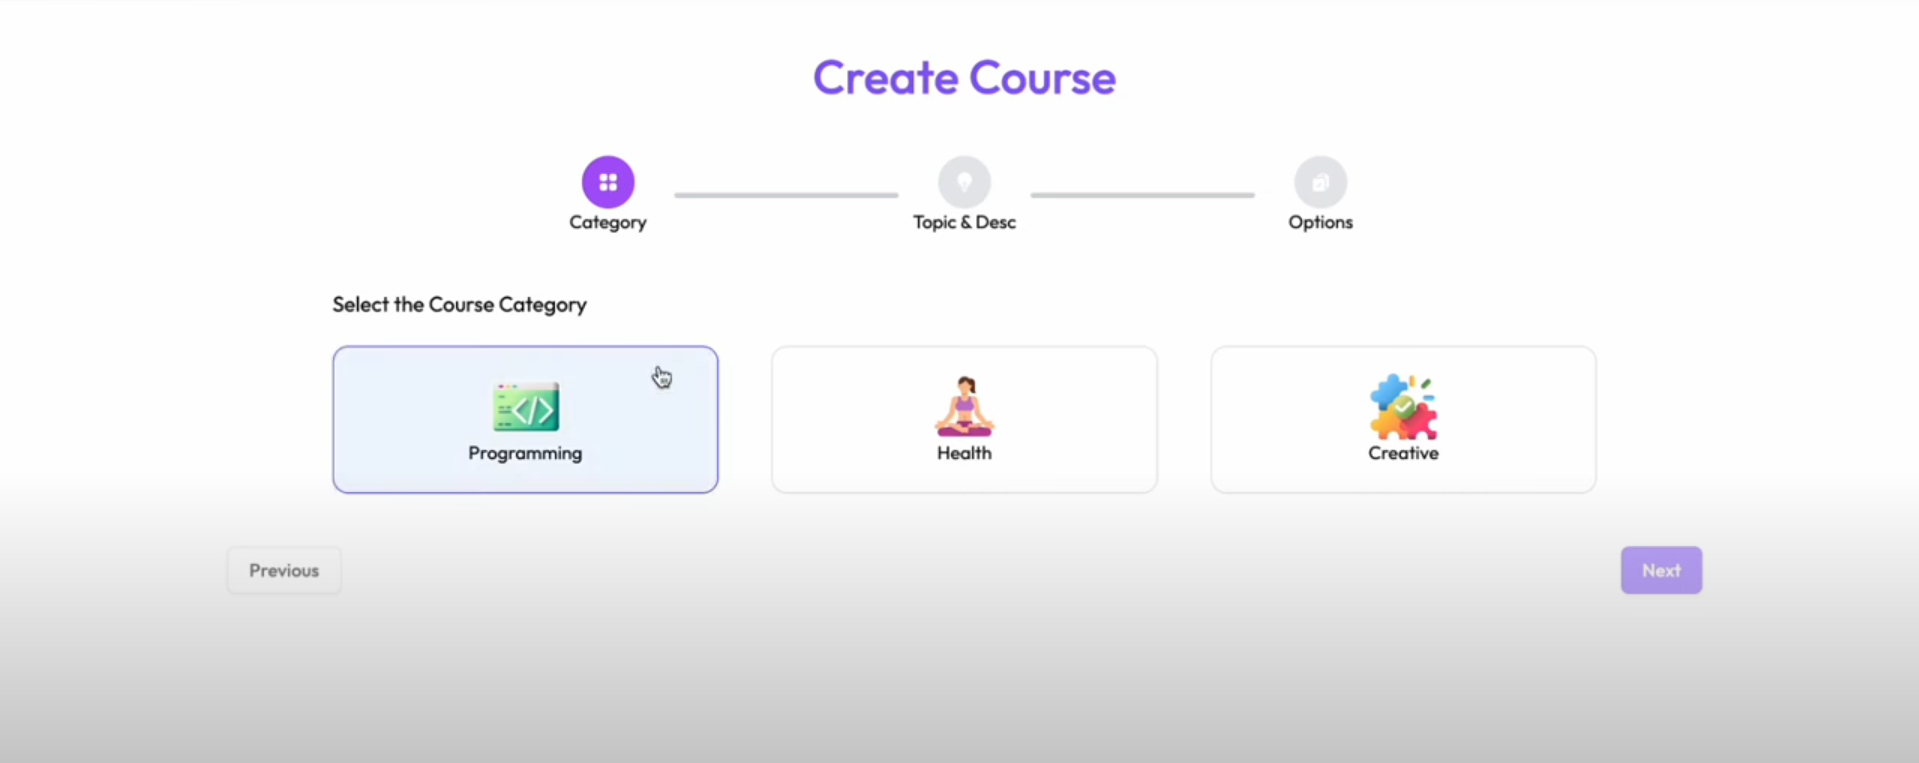 Create Course
Category
Topic & Desc
Options
Select the Course Category
Programming
Health
Creative
Previous
Next